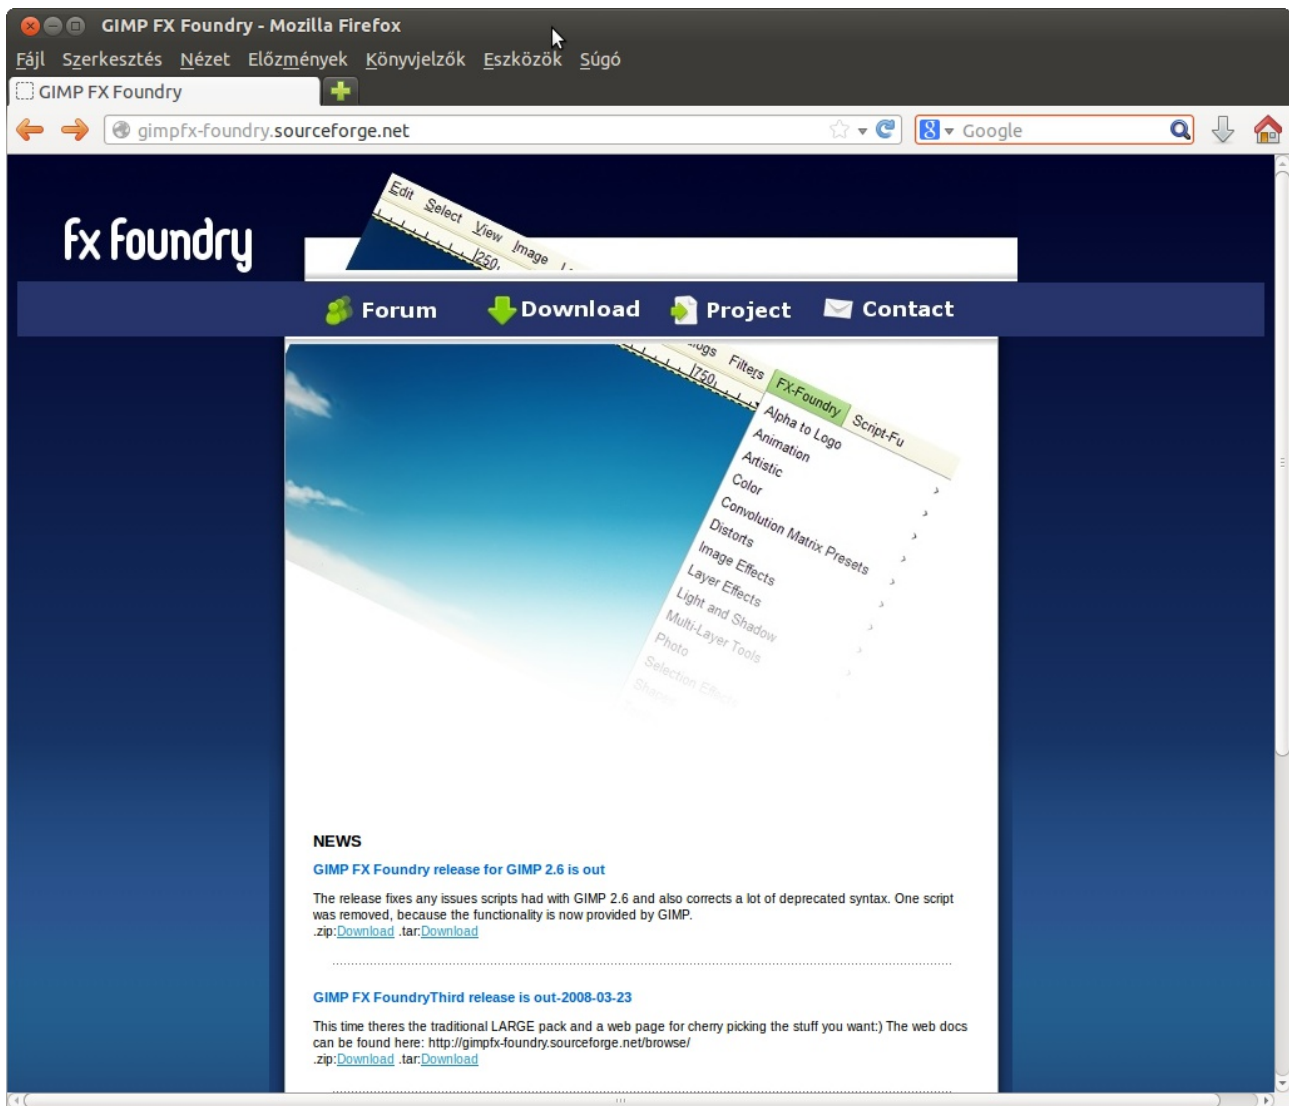 GIMP FX Foundry - Mozilla Firefox
Fájl Szerkesztés Nézet Előzmények Könyvjelzők Eszközök Súgó
GIMP FX Foundry
gimpfx-foundry.sourceforge.net
8 Google
Edit Select View Image
250
fx foundry
Forum Download Project Contact
Filters FX-Foundry Script-Fu
750
Alpha to Logo
Animation
Artistic
Color
Convolution Matrix Presets
Distorts
Image Effects
Layer Effects
Light and Shadow
Multi-Layer Tools
Photo
Selection Effects
Shapes
NEWS
GIMP FX Foundry release for GIMP 2.6 is out
The release fixes any issues scripts had with GIMP 2.6 and also corrects a lot of deprecated syntax. One script
was removed, because the functionality is now provided by GIMP.
.zip:Download .tar:Download
GIMP FX FoundryThird release is out-2008-03-23
This time theres the traditional LARGE pack and a web page for cherry picking the stuff you want:) The web docs
can be found here: http://gimpfx-foundry.sourceforge.net/browse/
.zip:Download .tar:Download